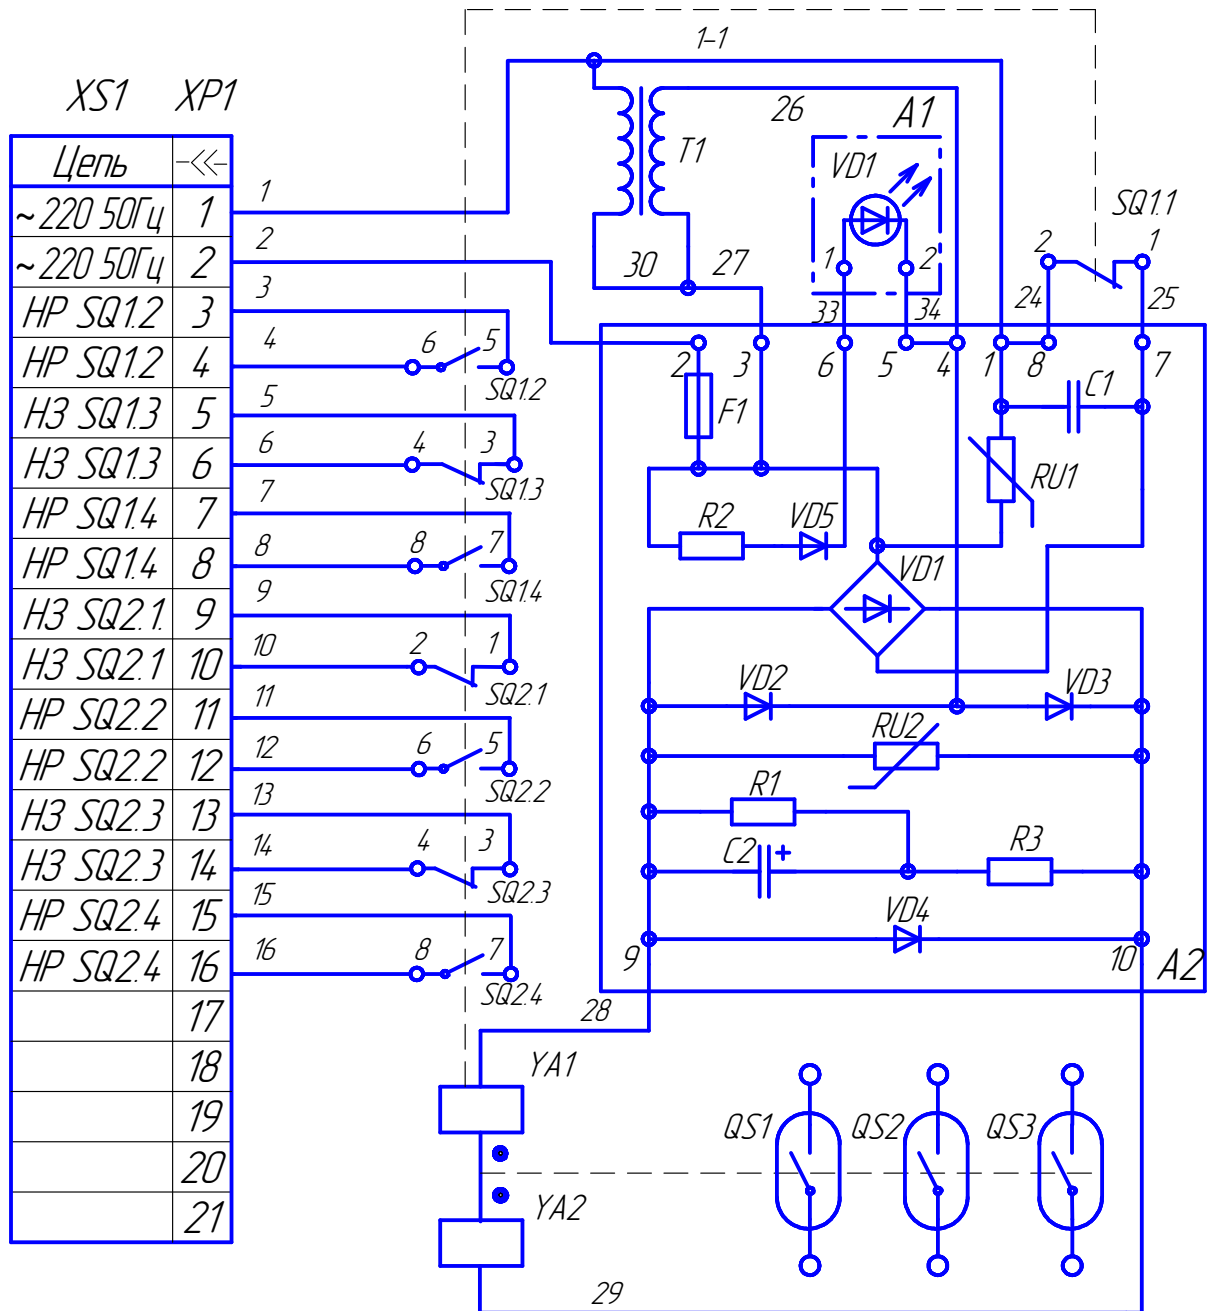 1-1
XS1 XP1
26 A1
Цепь
T1 VD1
~220 50Гц 1 1
SQ1.1
~220 50Гц 2 2
30 27 1 2 2 1
НР SQ1.2 3 3
33 34 24 25
НР SQ1.2 4 4 6 5 SQ1.2
2 3 6 5 4 1 8 7
НЗ SQ1.3 5 5
F1 C1
НЗ SQ1.3 6 6 4 3 SQ1.3
RU1
НР SQ1.4 7 7
R2 VD5
НР SQ1.4 8 8 8 7 SQ1.4
VD1
НЗ SQ2.1. 9 9
НЗ SQ2.1 10 10 2 1 SQ2.1
VD2 VD3
НР SQ2.2 11 11
RU2
НР SQ2.2 12 12 6 5 SQ2.2
R1
НЗ SQ2.3 13 13
C2 + R3
НЗ SQ2.3 14 14 4 3 SQ2.3
VD4
НР SQ2.4 15 15
9 10 A2
НР SQ2.4 16 16 8 7 SQ2.4
17
28
18
YA1
19
QS1 QS2 QS3
20
YA2
21
29